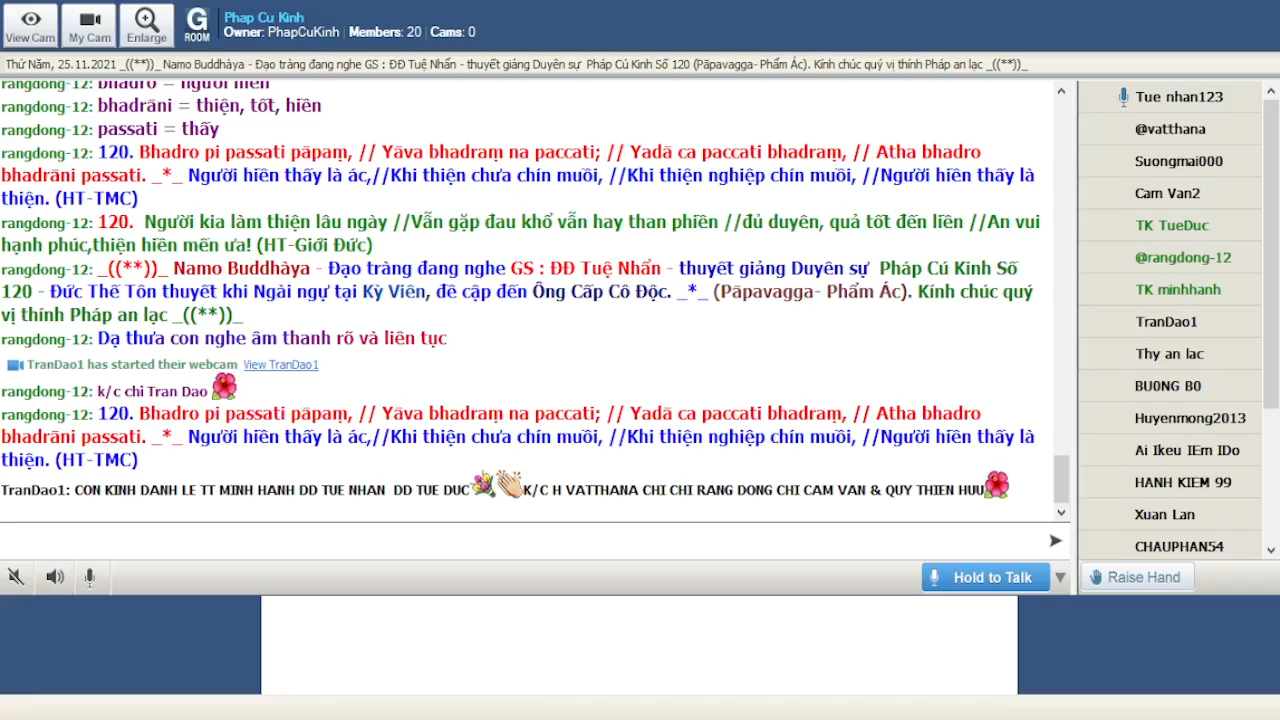 View Cam
My Cam
Enlarge
G
ROOM
Phap Cu Kinh
Owner: PhapCuKinh | Members: 20 | Cams: 0
Thứ Năm, 25.11.2021 _((**))_ Namo Buddhàya - Đạo tràng đang nghe GS : ĐĐ Tuệ Nhẩn - thuyết giảng Duyên sự Pháp Cú Kinh Số 120 (Pāpavagga- Phẩm Ác). Kính chúc quý vị thính Pháp an lạc _((**))_
rangdong-12: bhadro = người hiền
rangdong-12: bhadrāni = thiện, tốt, hiền
rangdong-12: passati = thấy
rangdong-12: 120. Bhadro pi passati pāpaṃ, // Yāva bhadraṃ na paccati; // Yadā ca paccati bhadraṃ, // Atha bhadro
bhadrāni passati. _*_ Người hiền thấy là ác,//Khi thiện chưa chín muồi, //Khi thiện nghiệp chín muồi, //Người hiền thấy là
thiện. (HT-TMC)
rangdong-12: 120. Người kia làm thiện lâu ngày //Vẫn gặp đau khổ vẫn hay than phiền //đủ duyên, quả tốt đến liền //An vui
hạnh phúc,thiện hiền mến ưa! (HT-Giới Đức)
rangdong-12: _((**))_ Namo Buddhàya - Đạo tràng đang nghe GS : ĐĐ Tuệ Nhẩn - thuyết giảng Duyên sự Pháp Cú Kinh Số
120 - Đức Thế Tôn thuyết khi Ngài ngự tại Kỳ Viên, đề cập đến Ông Cấp Cô Độc. _*_ (Pāpavagga- Phẩm Ác). Kính chúc quý
vị thính Pháp an lạc _((**))_
rangdong-12: Dạ thưa con nghe âm thanh rõ và liên tục
TranDao1 has started their webcam View TranDao1
rangdong-12: k/c chi Tran Dao
rangdong-12: 120. Bhadro pi passati pāpaṃ, // Yāva bhadraṃ na paccati; // Yadā ca paccati bhadraṃ, // Atha bhadro
bhadrāni passati. _*_ Người hiền thấy là ác,//Khi thiện chưa chín muồi, //Khi thiện nghiệp chín muồi, //Người hiền thấy là
thiện. (HT-TMC)
TranDao1: CON KINH DANH LE TT MINH HANH DD TUE NHAN DD TUE DUC K/C H VATTHANA CHI CHI RANG DONG CHI CAM VAN & QUY THIEN HUU
Tue nhan123
@vatthana
Suongmai000
Cam Van2
TK TueDuc
@rangdong-12
TK minhhanh
TranDao1
Thy an lac
BU0NG B0
Huyenmong2013
Ai Ikeu IEm IDo
HANH KIEM 99
Xuan Lan
CHAUPHAN54
Hold to Talk
Raise Hand